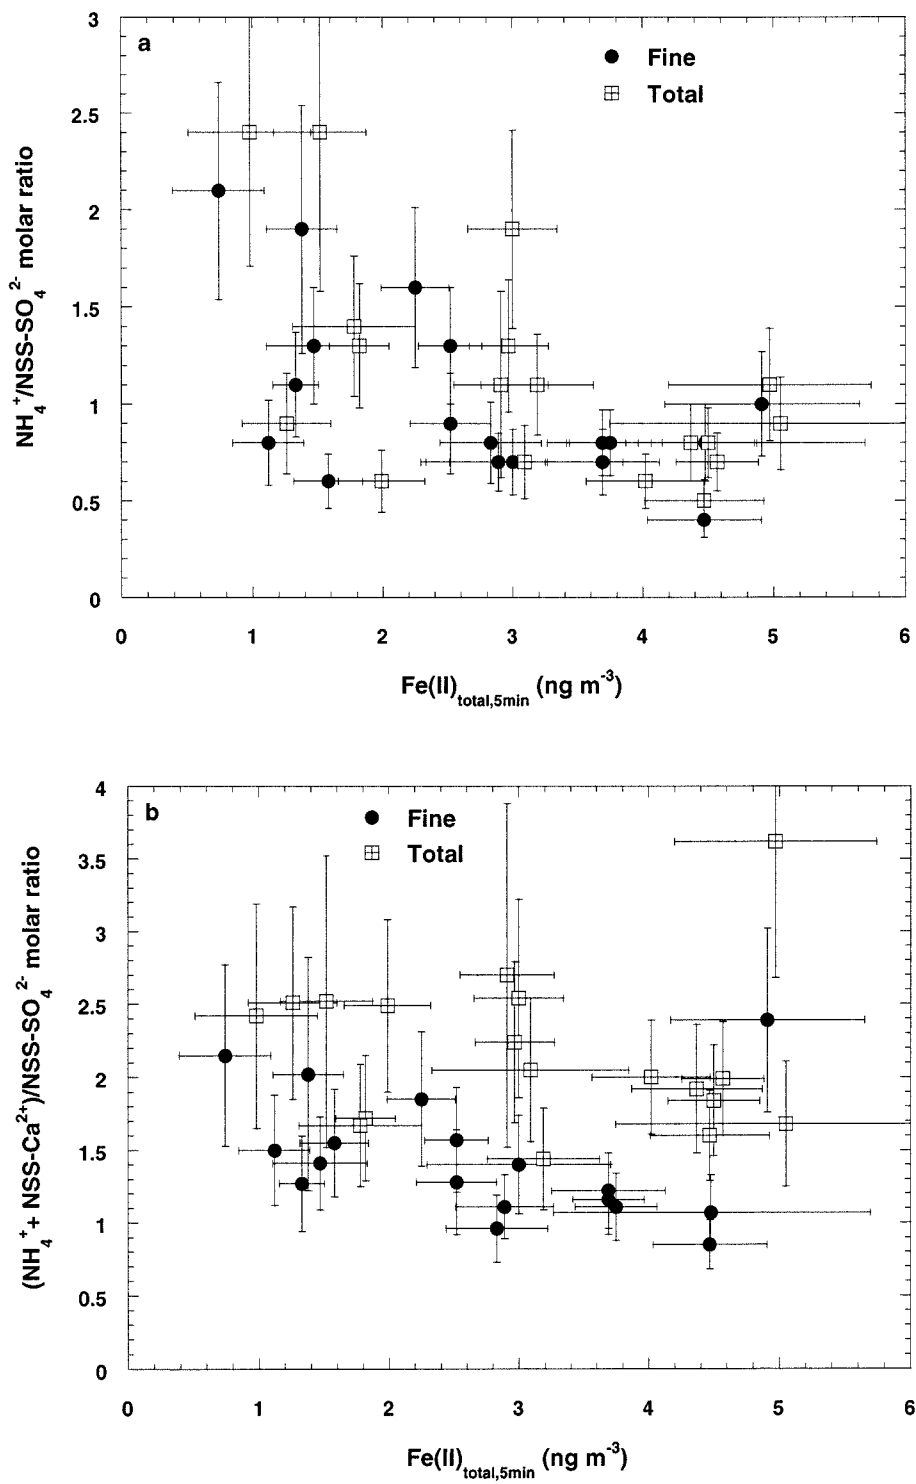 a
Fine
Total
3
2.5
2
1.5
1
0.5
0
NH₄⁺/NSS-SO₄²⁻ molar ratio
0 1 2 3 4 5 6
Fe(II)total,5min (ng m⁻³)
b
Fine
Total
4
3.5
3
2.5
2
1.5
1
0.5
0
(NH₄⁺+ NSS-Ca²⁺)/NSS-SO₄²⁻ molar ratio
0 1 2 3 4 5 6
Fe(II)total,5min (ng m⁻³)